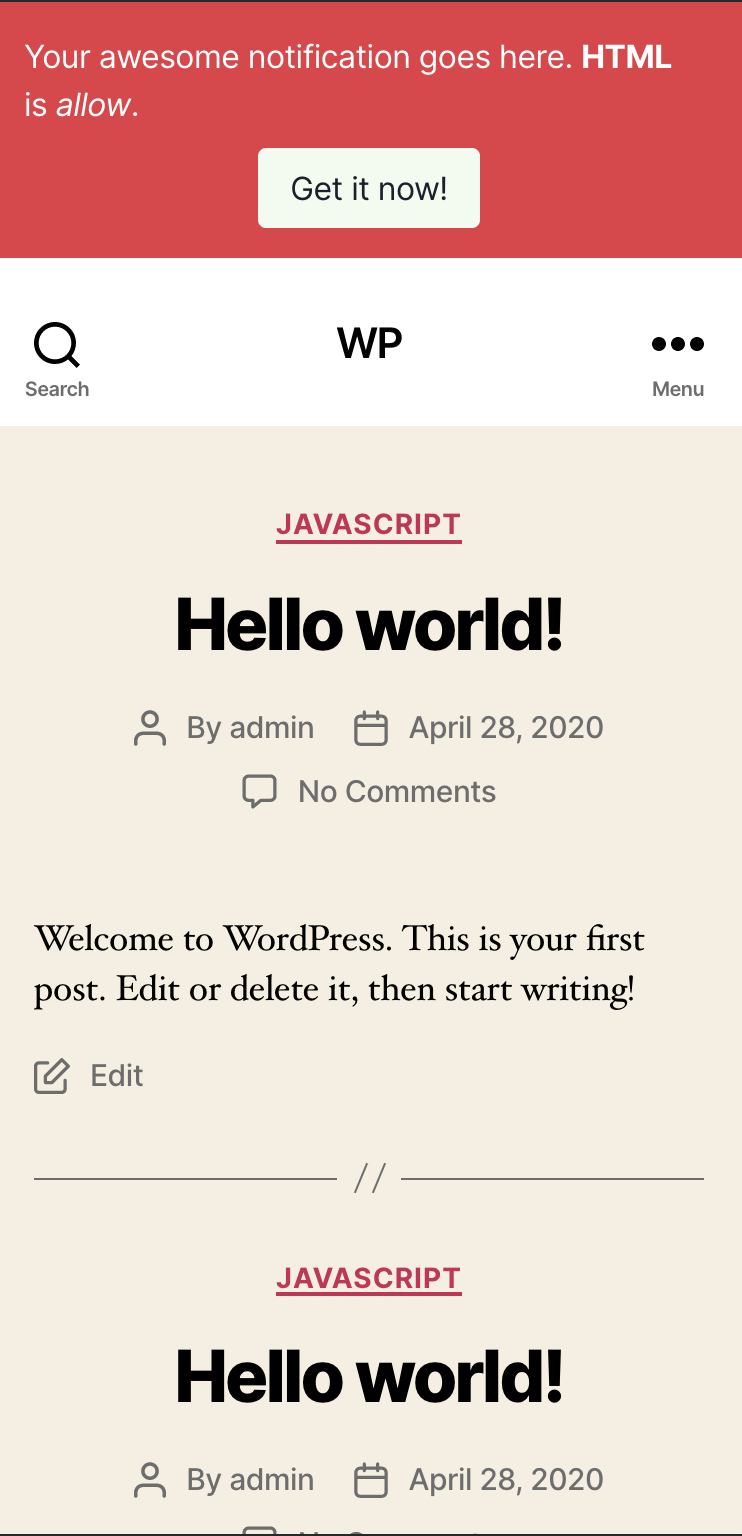 Your awesome notification goes here. HTML
is allow.
Get it now!
WP
Search
Menu
JAVASCRIPT
Hello world!
By admin April 28, 2020
No Comments
Welcome to WordPress. This is your first
post. Edit or delete it, then start writing!
Edit
//
JAVASCRIPT
Hello world!
By admin April 28, 2020